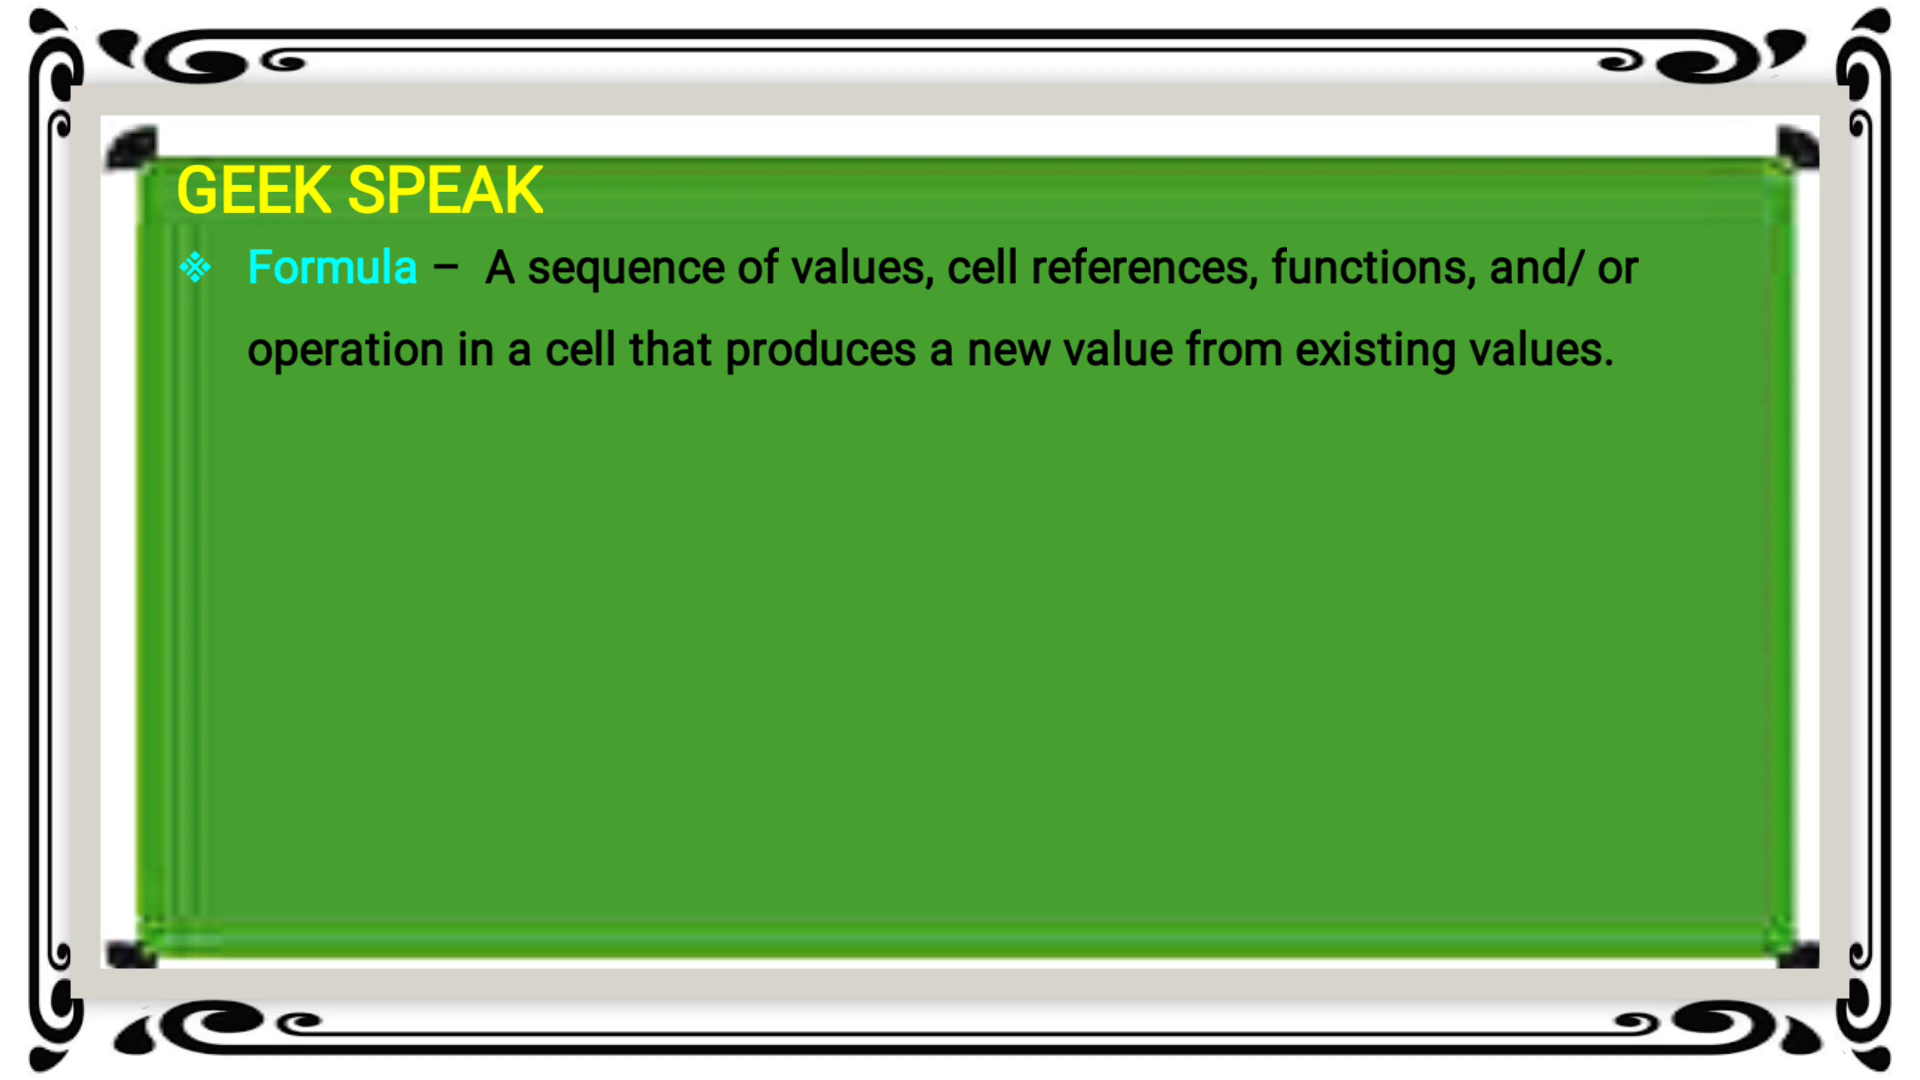 GEEK SPEAK
❖ Formula – A sequence of values, cell references, functions, and/ or
operation in a cell that produces a new value from existing values.